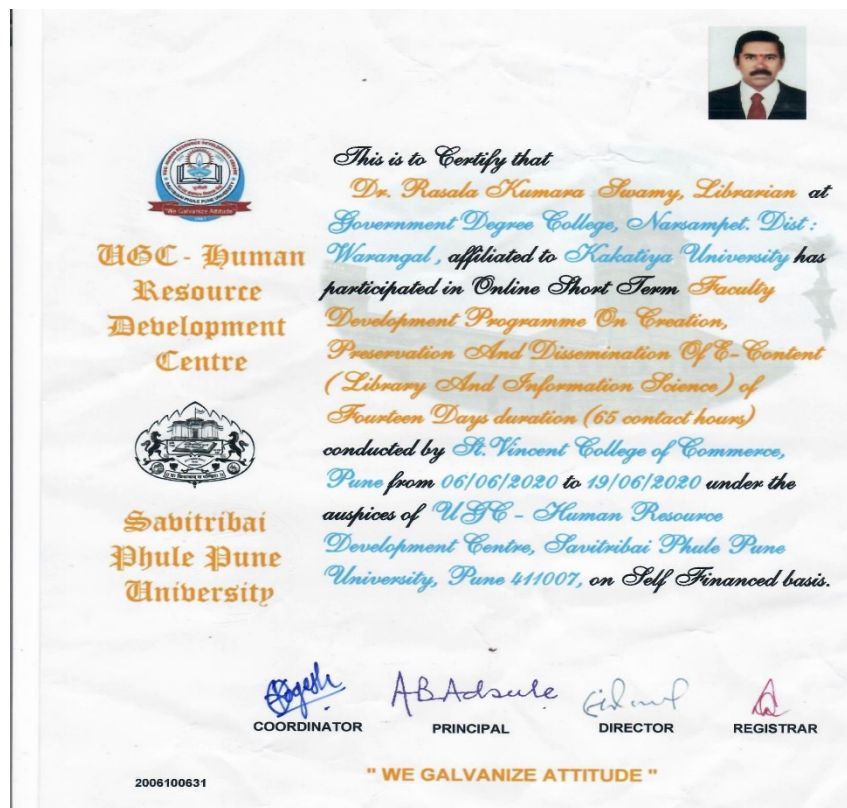 This is to Certify that
Dr. Rasala Kumara Swamy, Librarian at
Government Degree College, Narsampet. Dist :
Warangal , affiliated to Kakatiya University has
participated in Online Short Term Faculty
Development Programme On Creation,
Preservation And Dissemination Of E-Content
( Library And Information Science ) of
Fourteen Days duration (65 contact hours)
conducted by St. Vincent College of Commerce,
Pune from 06/06/2020 to 19/06/2020 under the
auspices of UGC - Human Resource
Development Centre, Savitribai Phule Pune
University, Pune 411007, on Self Financed basis.
"We Galvanize Attitude"
UGC - Human
Resource
Development
Centre
Savitribai
Phule Pune
University
ABAdsule
COORDINATOR
PRINCIPAL
DIRECTOR
REGISTRAR
2006100631
" WE GALVANIZE ATTITUDE "